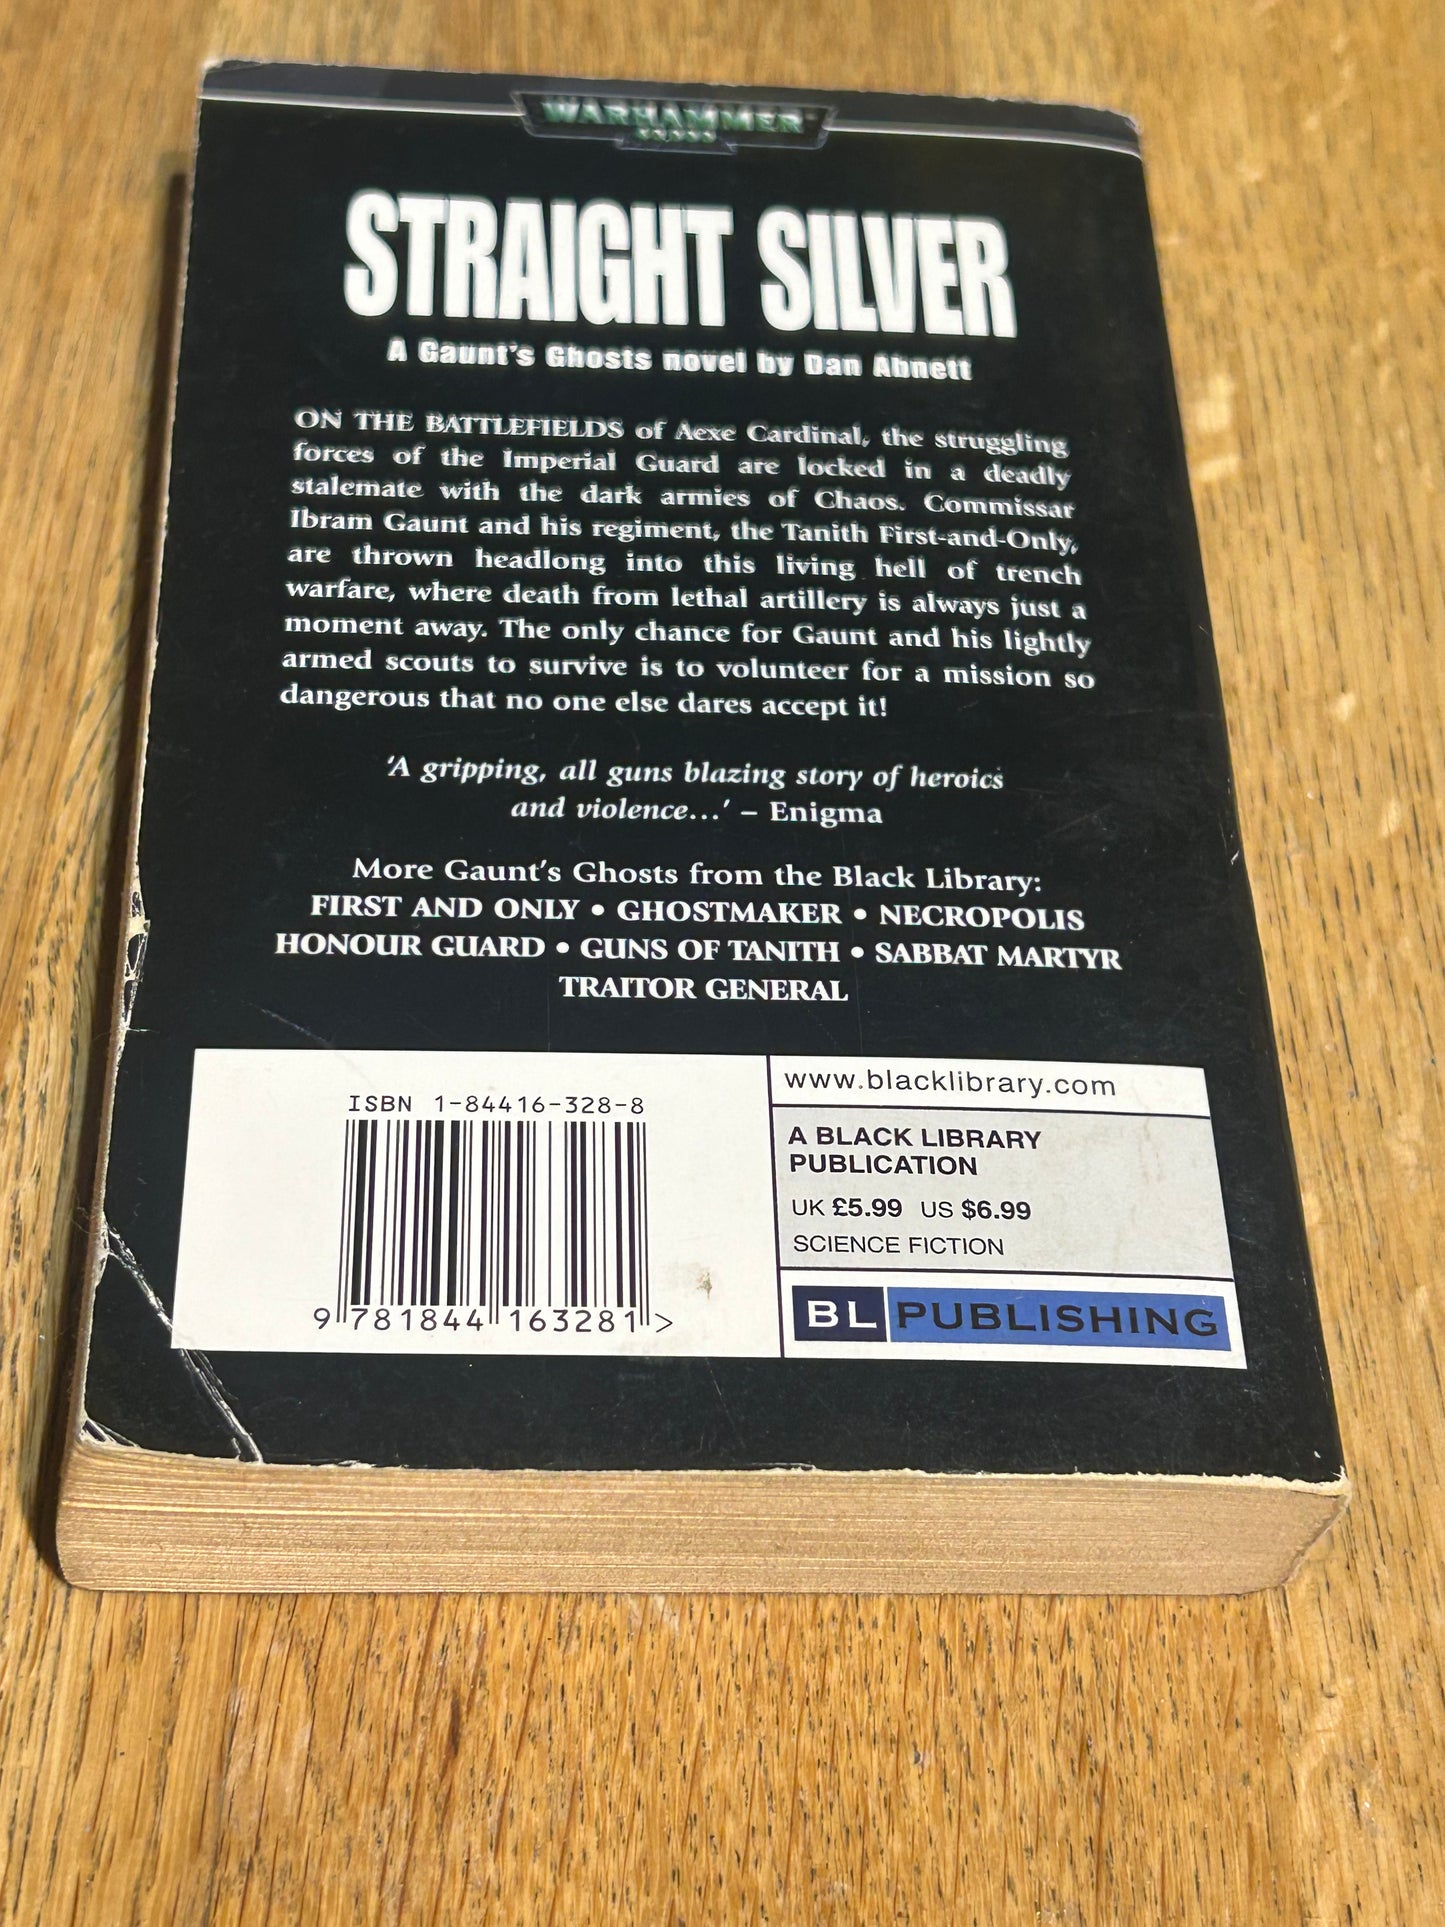 WARHAMMER
40,000
STRAIGHT SILVER
A Gaunt's Ghosts novel by Dan Abnett
ON THE BATTLEFIELDS of Aexe Cardinal, the struggling
forces of the Imperial Guard are locked in a deadly
stalemate with the dark armies of Chaos. Commissar
Ibram Gaunt and his regiment, the Tanith First-and-Only,
are thrown headlong into this living hell of trench
warfare, where death from lethal artillery is always just a
moment away. The only chance for Gaunt and his lightly
armed scouts to survive is to volunteer for a mission so
dangerous that no one else dares accept it!
'A gripping, all guns blazing story of heroics
and violence...' – Enigma
More Gaunt's Ghosts from the Black Library:
FIRST AND ONLY • GHOSTMAKER • NECROPOLIS
HONOUR GUARD • GUNS OF TANITH • SABBAT MARTYR
TRAITOR GENERAL
ISBN 1-84416-328-8
9 781844 163281 >
www.blacklibrary.com
A BLACK LIBRARY
PUBLICATION
UK £5.99 US $6.99
SCIENCE FICTION
BL PUBLISHING